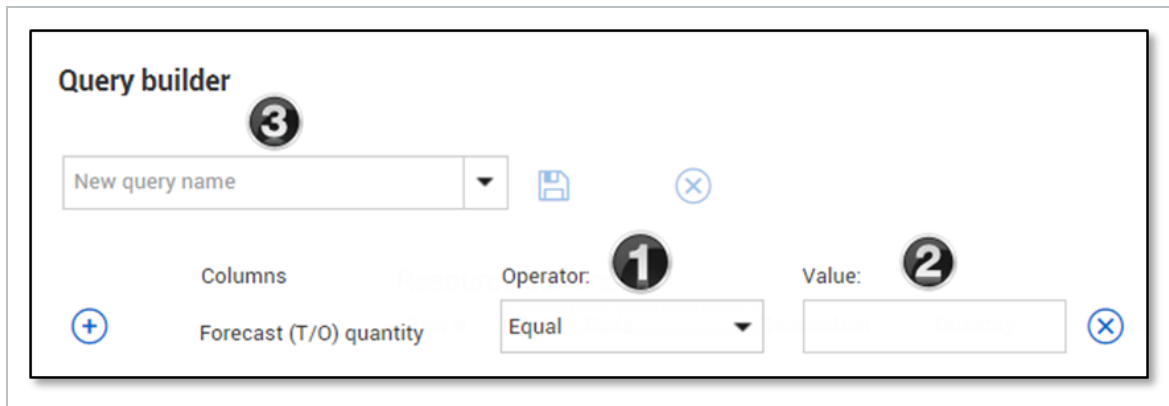 Query builder
3
New query name
Columns
Operator:
1
Value:
2
Forecast (T/O) quantity
Equal